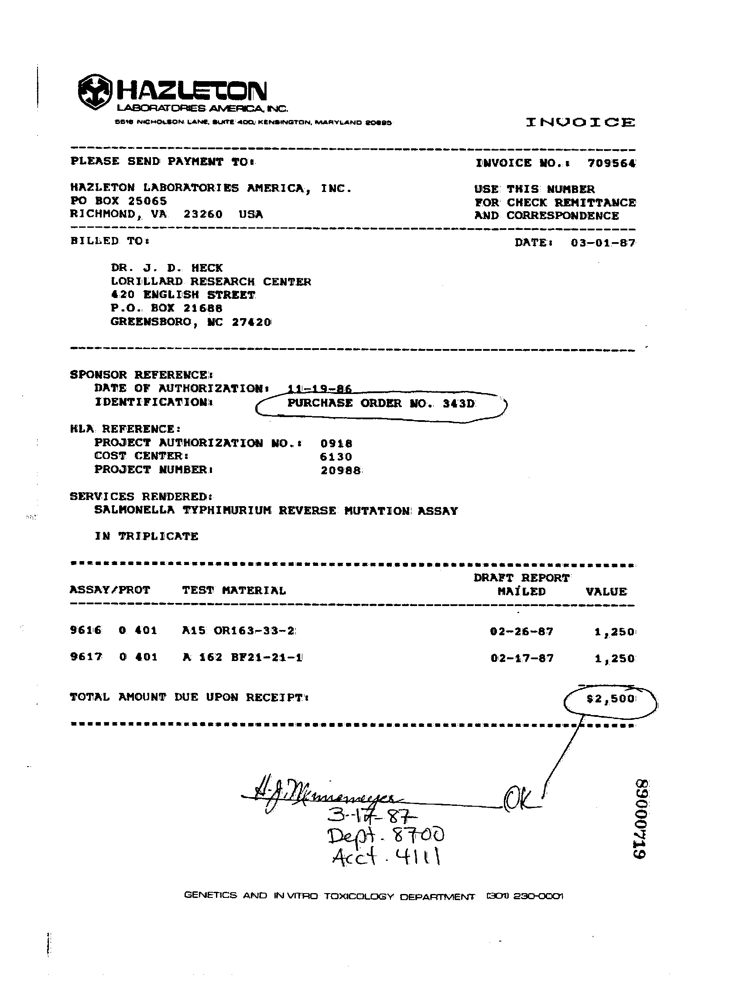 HAZLETON
LABORATORIES AMERICA, INC.
5516 NICHOLSON LANE, SUITE 400, KENSINGTON, MARYLAND 20895
INVOICE
PLEASE SEND PAYMENT TO: INVOICE NO.: 709564
HAZLETON LABORATORIES AMERICA, INC. USE THIS NUMBER
PO BOX 25065 FOR CHECK REMITTANCE
RICHMOND, VA 23260 USA AND CORRESPONDENCE
BILLED TO: DATE: 03-01-87
DR. J. D. HECK
LORILLARD RESEARCH CENTER
420 ENGLISH STREET
P.O. BOX 21688
GREENSBORO, NC 27420
SPONSOR REFERENCE:
DATE OF AUTHORIZATION: 11-19-86
IDENTIFICATION: PURCHASE ORDER NO. 343D
HLA REFERENCE:
PROJECT AUTHORIZATION NO.: 0918
COST CENTER: 6130
PROJECT NUMBER: 20988
SERVICES RENDERED:
SALMONELLA TYPHIMURIUM REVERSE MUTATION ASSAY
IN TRIPLICATE
DRAFT REPORT
ASSAY/PROT TEST MATERIAL MAILED VALUE
9616 0 401 A15 OR163-33-2 02-26-87 1,250
9617 0 401 A 162 BF21-21-1 02-17-87 1,250
TOTAL AMOUNT DUE UPON RECEIPT: $2,500
H.J. Minnemeyer OK
3-17-87
Dept. 8700
Acct. 4111
89000719
GENETICS AND IN VITRO TOXICOLOGY DEPARTMENT (301) 230-0001